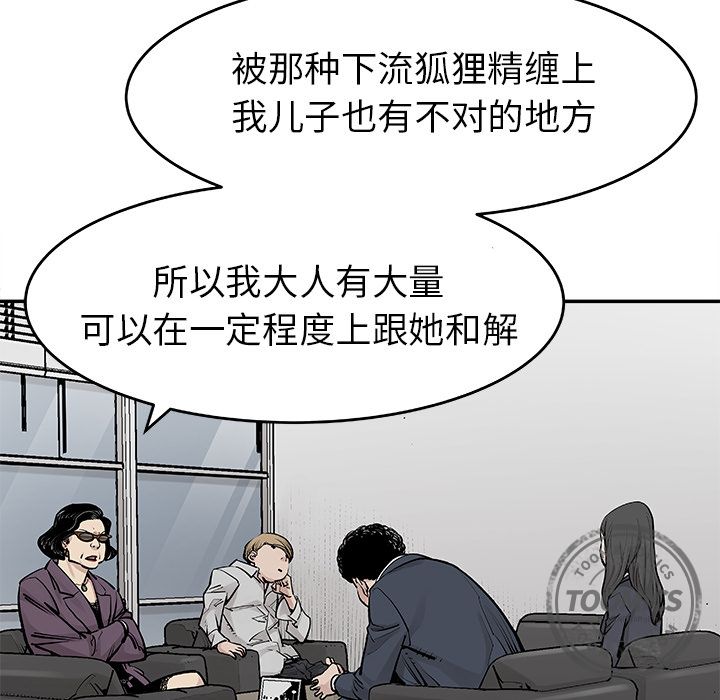 被那种下流狐狸精缠上
我儿子也有不对的地方
所以我大人有大量
可以在一定程度上跟她和解
TOOMICS